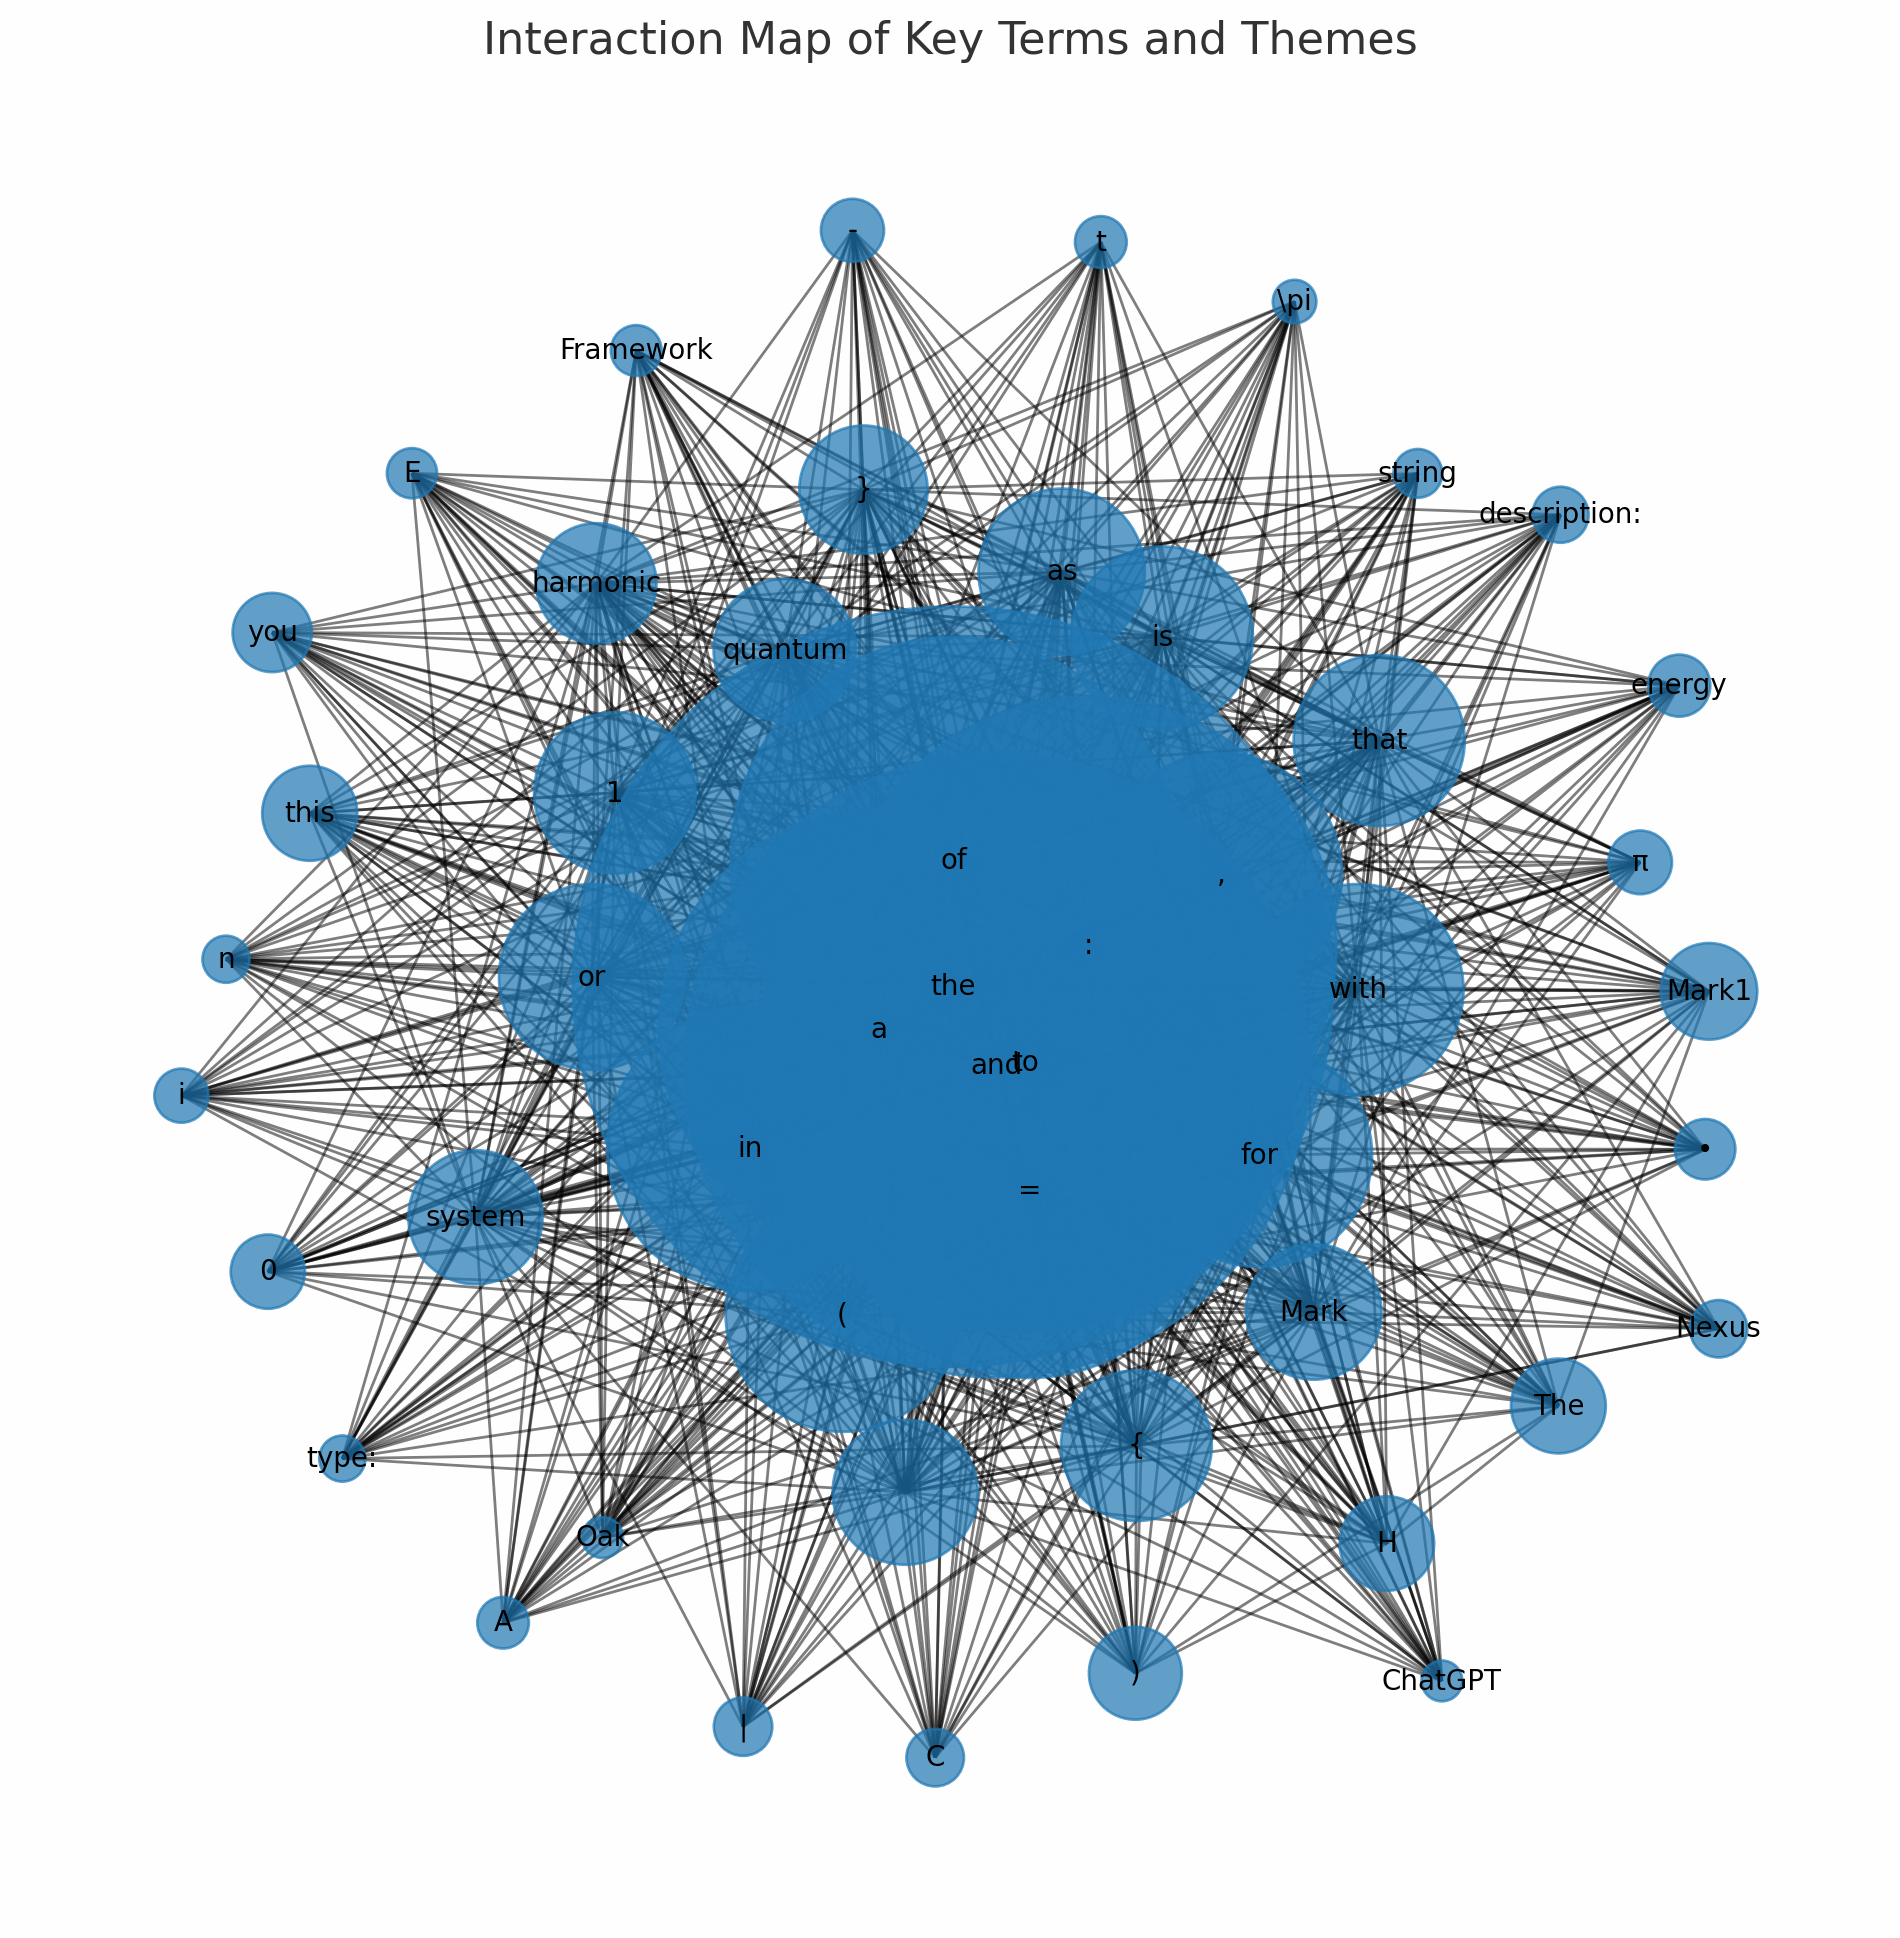 Interaction Map of Key Terms and Themes
-
t
\pi
Framework
E
}
string
description:
as
harmonic
you
is
quantum
energy
that
1
this
of
π
,
:
n
or
the
with
Mark1
a
and
to
i
in
for
•
=
system
0
(
Mark
Nexus
The
{
type:
Oak
H
A
)
ChatGPT
|
C